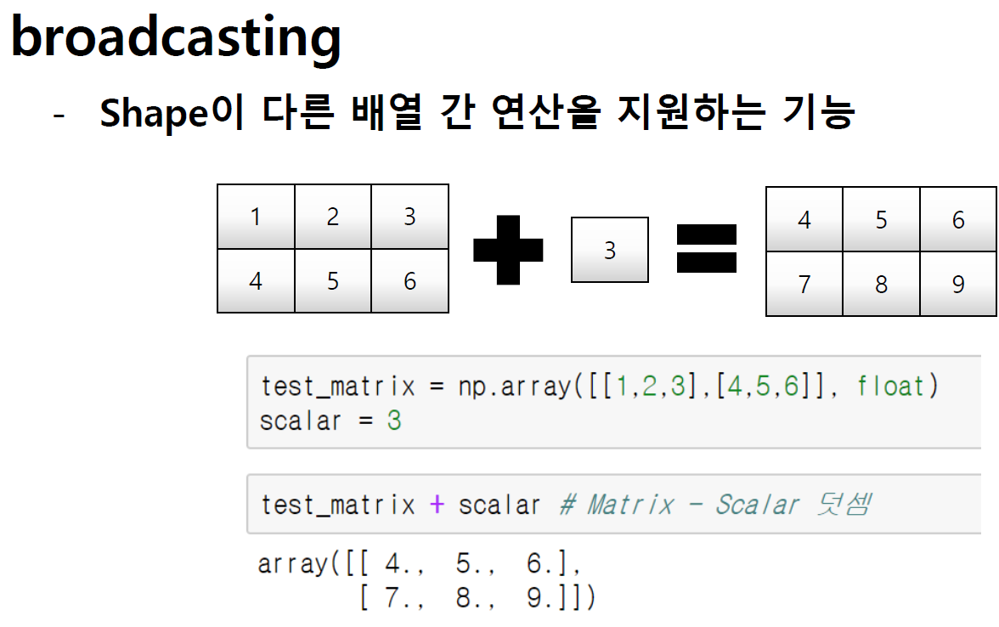 broadcasting
- Shape이 다른 배열 간 연산을 지원하는 기능
1 2 3
4 5 6
+
3
=
4 5 6
7 8 9
test_matrix = np.array([[1,2,3],[4,5,6]], float)
scalar = 3
test_matrix + scalar # Matrix - Scalar 덧셈
array([[ 4., 5., 6.],
[ 7., 8., 9.]])